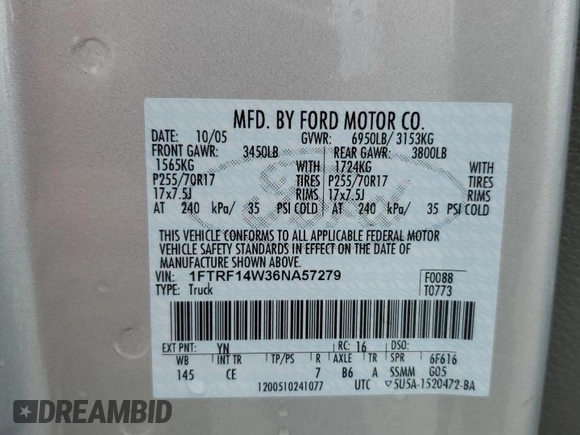 MFD. BY FORD MOTOR CO.
DATE: 10/05 GVWR: 6950LB/ 3153KG
FRONT GAWR: 3450LB REAR GAWR: 3800LB
1565KG WITH 1724KG WITH
P255/70R17 TIRES P255/70R17 TIRES
17x7.5J RIMS 17x7.5J RIMS
AT 240 kPa/ 35 PSI COLD AT 240 kPa/ 35 PSI COLD
THIS VEHICLE CONFORMS TO ALL APPLICABLE FEDERAL MOTOR
VEHICLE SAFETY STANDARDS IN EFFECT ON THE DATE OF
MANUFACTURE SHOWN ABOVE.
VIN: 1FTRF14W36NA57279 F0088
TYPE: Truck T0773
EXT PNT: YN RC: 16 DSO:
WB INT TR TP/PS R AXLE TR SPR 6F616
145 CE 7 B6 A SSMM G05
1200510241077 UTC 5U5A-1520472-BA
DREAMBID